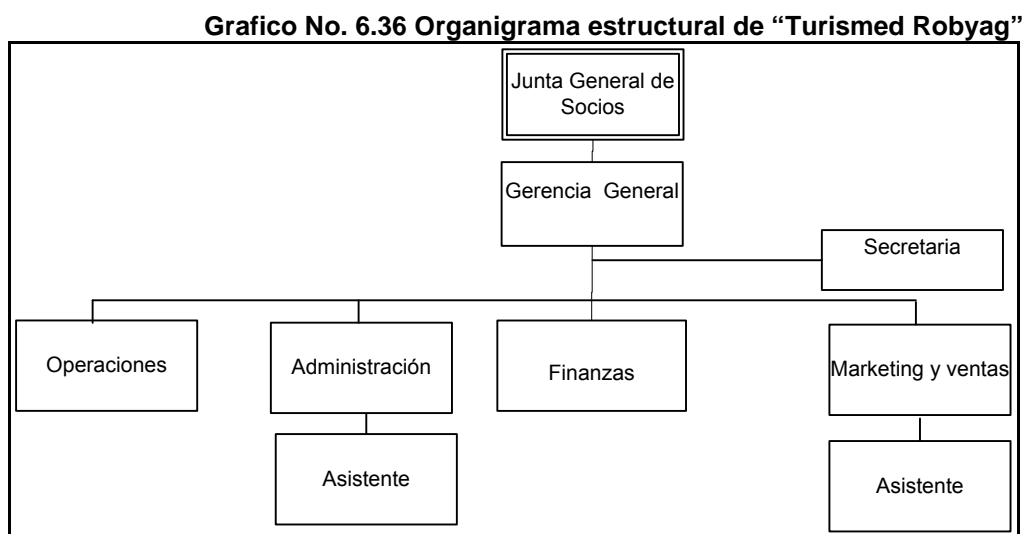 Grafico No. 6.36 Organigrama estructural de “Turismed Robyag”
Junta General de
Socios
Gerencia General
Secretaria
Operaciones
Administración
Finanzas
Marketing y ventas
Asistente
Asistente